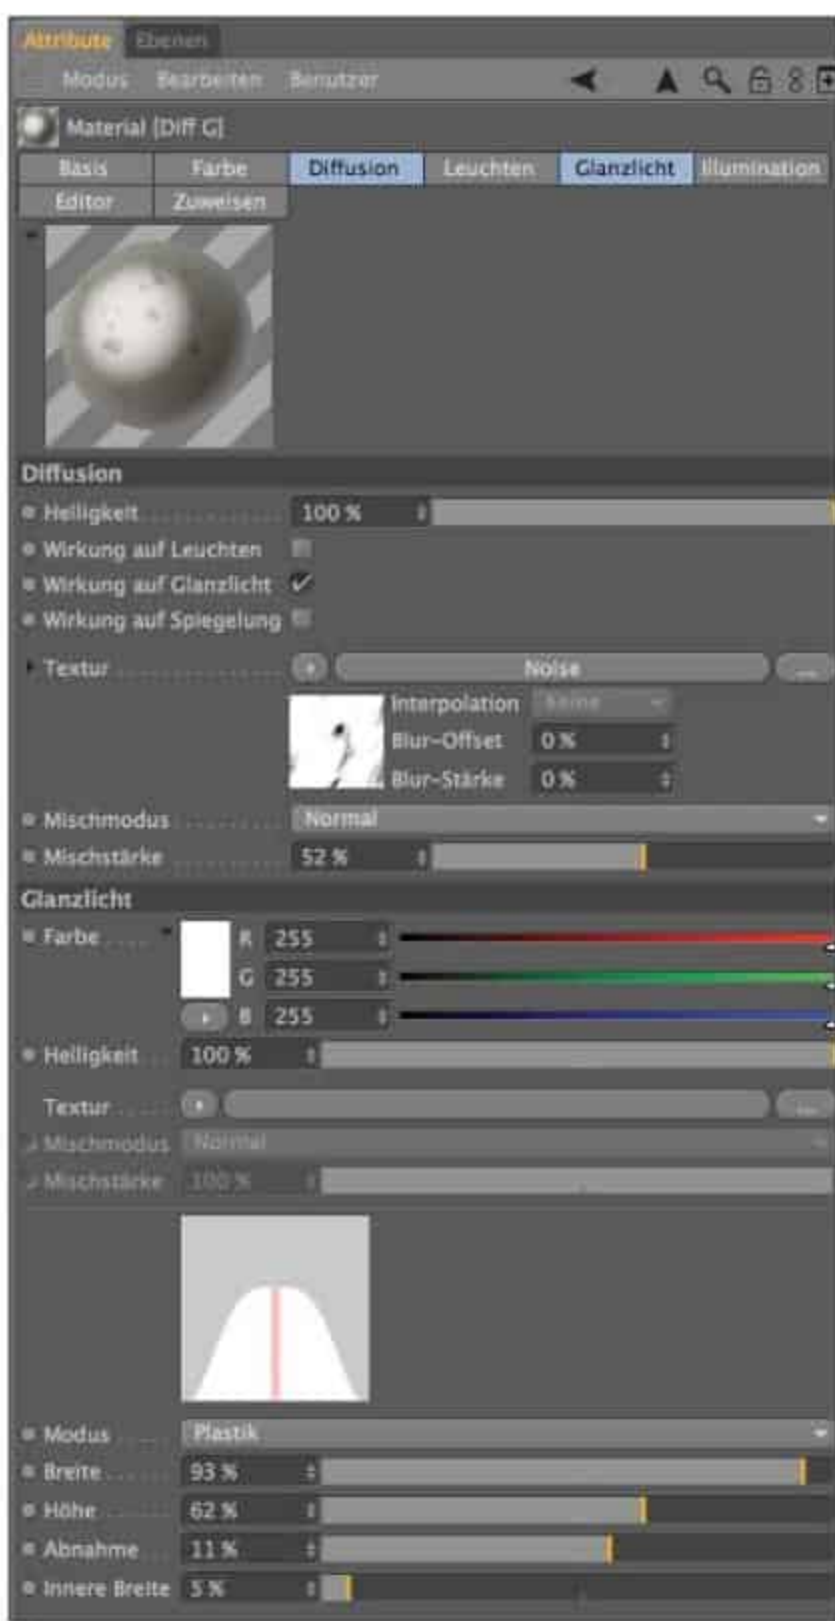 Attribute Ebenen
Modus Bearbeiten Benutzer
Material [Diff G]
Basis Farbe Diffusion Leuchten Glanzlicht Illumination
Editor Zuweisen
Diffusion
Helligkeit 100 %
Wirkung auf Leuchten
Wirkung auf Glanzlicht
Wirkung auf Spiegelung
Textur Noise ...
Interpolation Keine
Blur-Offset 0 %
Blur-Stärke 0 %
Mischmodus Normal
Mischstärke 52 %
Glanzlicht
Farbe R 255
G 255
B 255
Helligkeit 100 %
Textur ...
Mischmodus Normal
Mischstärke 100 %
Modus Plastik
Breite 93 %
Höhe 62 %
Abnahme 11 %
Innere Breite 5 %